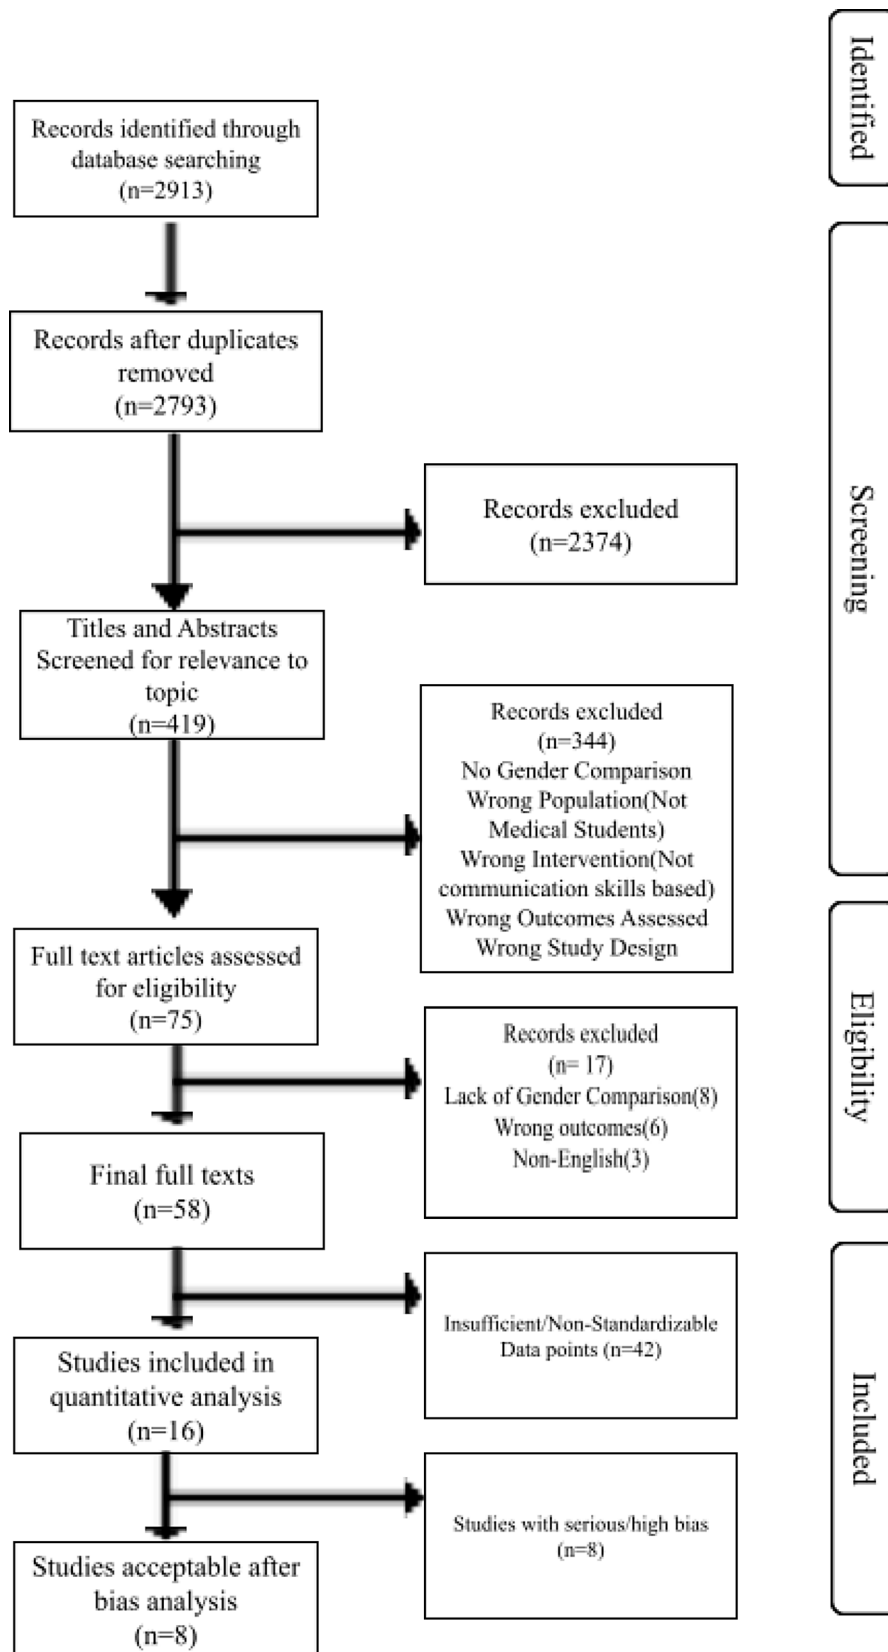 Identified
Records identified through
database searching
(n=2913)
Records after duplicates
removed
(n=2793)
Screening
Records excluded
(n=2374)
Titles and Abstracts
Screened for relevance to
topic
(n=419)
Records excluded
(n=344)
No Gender Comparison
Wrong Population(Not
Medical Students)
Wrong Intervention(Not
communication skills based)
Wrong Outcomes Assessed
Wrong Study Design
Full text articles assessed
for eligibility
(n=75)
Eligibility
Records excluded
(n= 17)
Lack of Gender Comparison(8)
Wrong outcomes(6)
Non-English(3)
Final full texts
(n=58)
Insufficient/Non-Standardizable
Data points (n=42)
Included
Studies included in
quantitative analysis
(n=16)
Studies with serious/high bias
(n=8)
Studies acceptable after
bias analysis
(n=8)